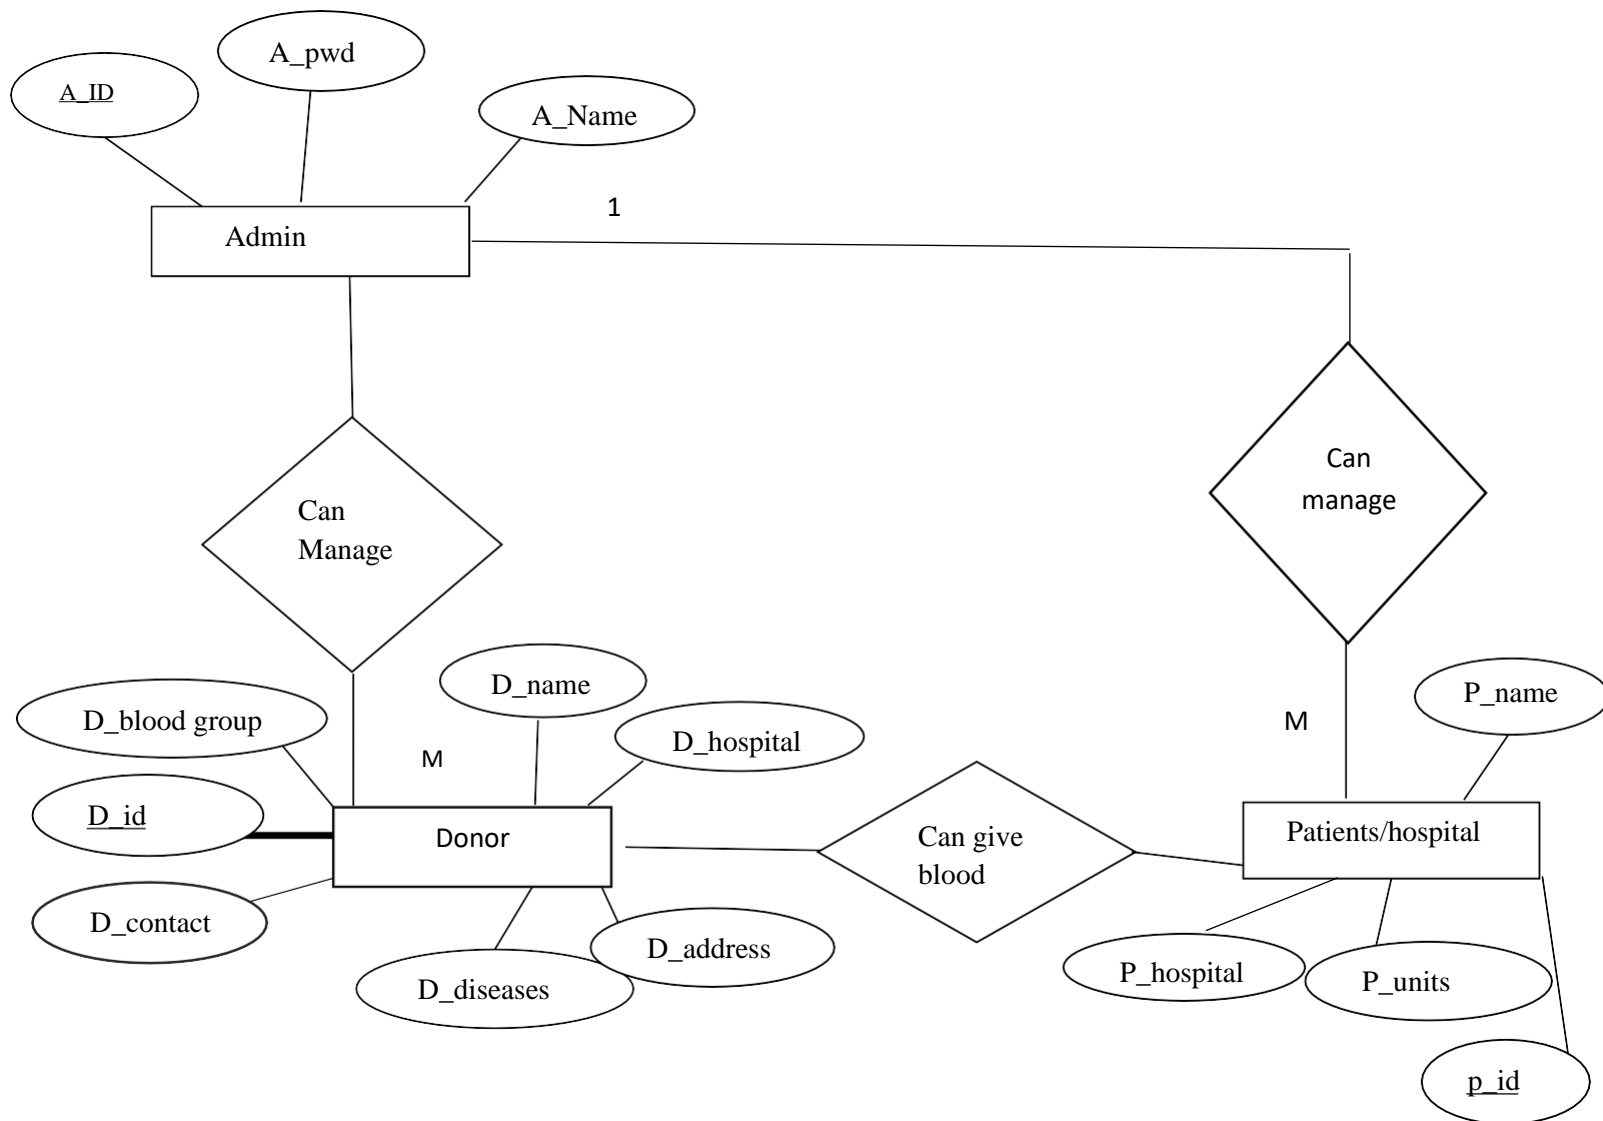 A_pwd
A_ID
A_Name
1
Admin
Can
manage
Can
Manage
D_name
P_name
D_blood group
D_hospital
M
M
D_id
Donor
Can give
blood
Patients/hospital
D_contact
D_address
D_diseases
P_hospital
P_units
p_id